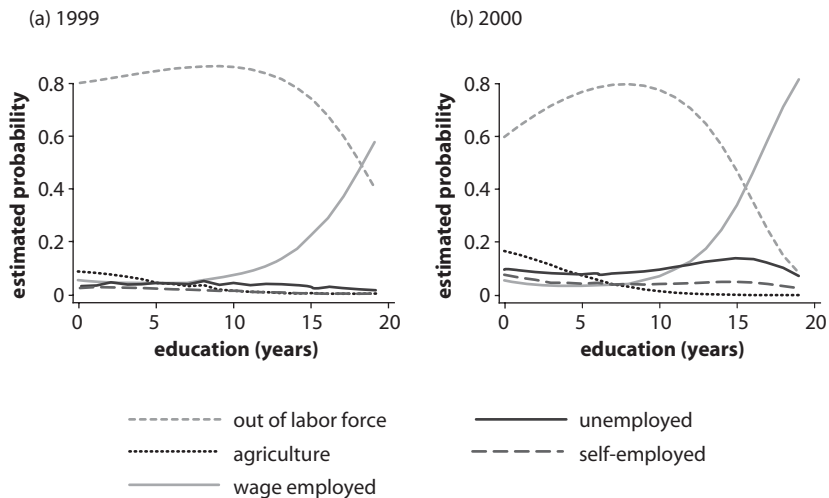 (a) 1999
estimated probability
0.8
0.6
0.4
0.2
0
0 5 10 15 20
education (years)
(b) 2000
estimated probability
0.8
0.6
0.4
0.2
0
0 5 10 15 20
education (years)
out of labor force
agriculture
wage employed
unemployed
self-employed